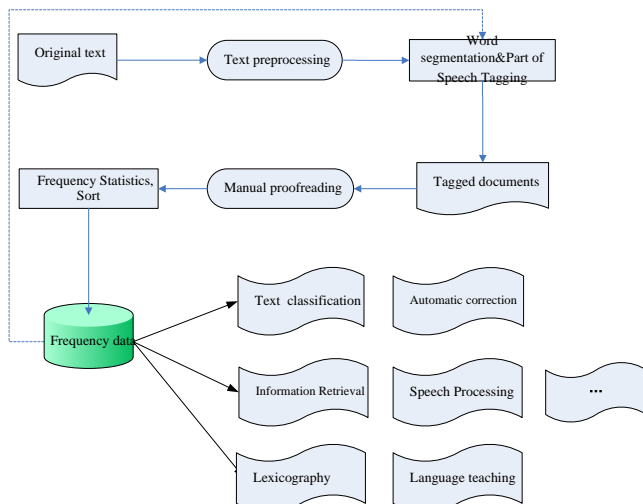 Original text
Text preprocessing
Word
segmentation&Part of
Speech Tagging
Frequency Statistics,
Sort
Manual proofreading
Tagged documents
Frequency data
Text classification
Automatic correction
Information Retrieval
Speech Processing
...
Lexicography
Language teaching